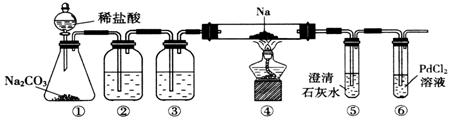 稀盐酸
Na
Na₂CO₃
澄清
石灰水
PdCl₂
溶液
① ② ③ ④ ⑤ ⑥